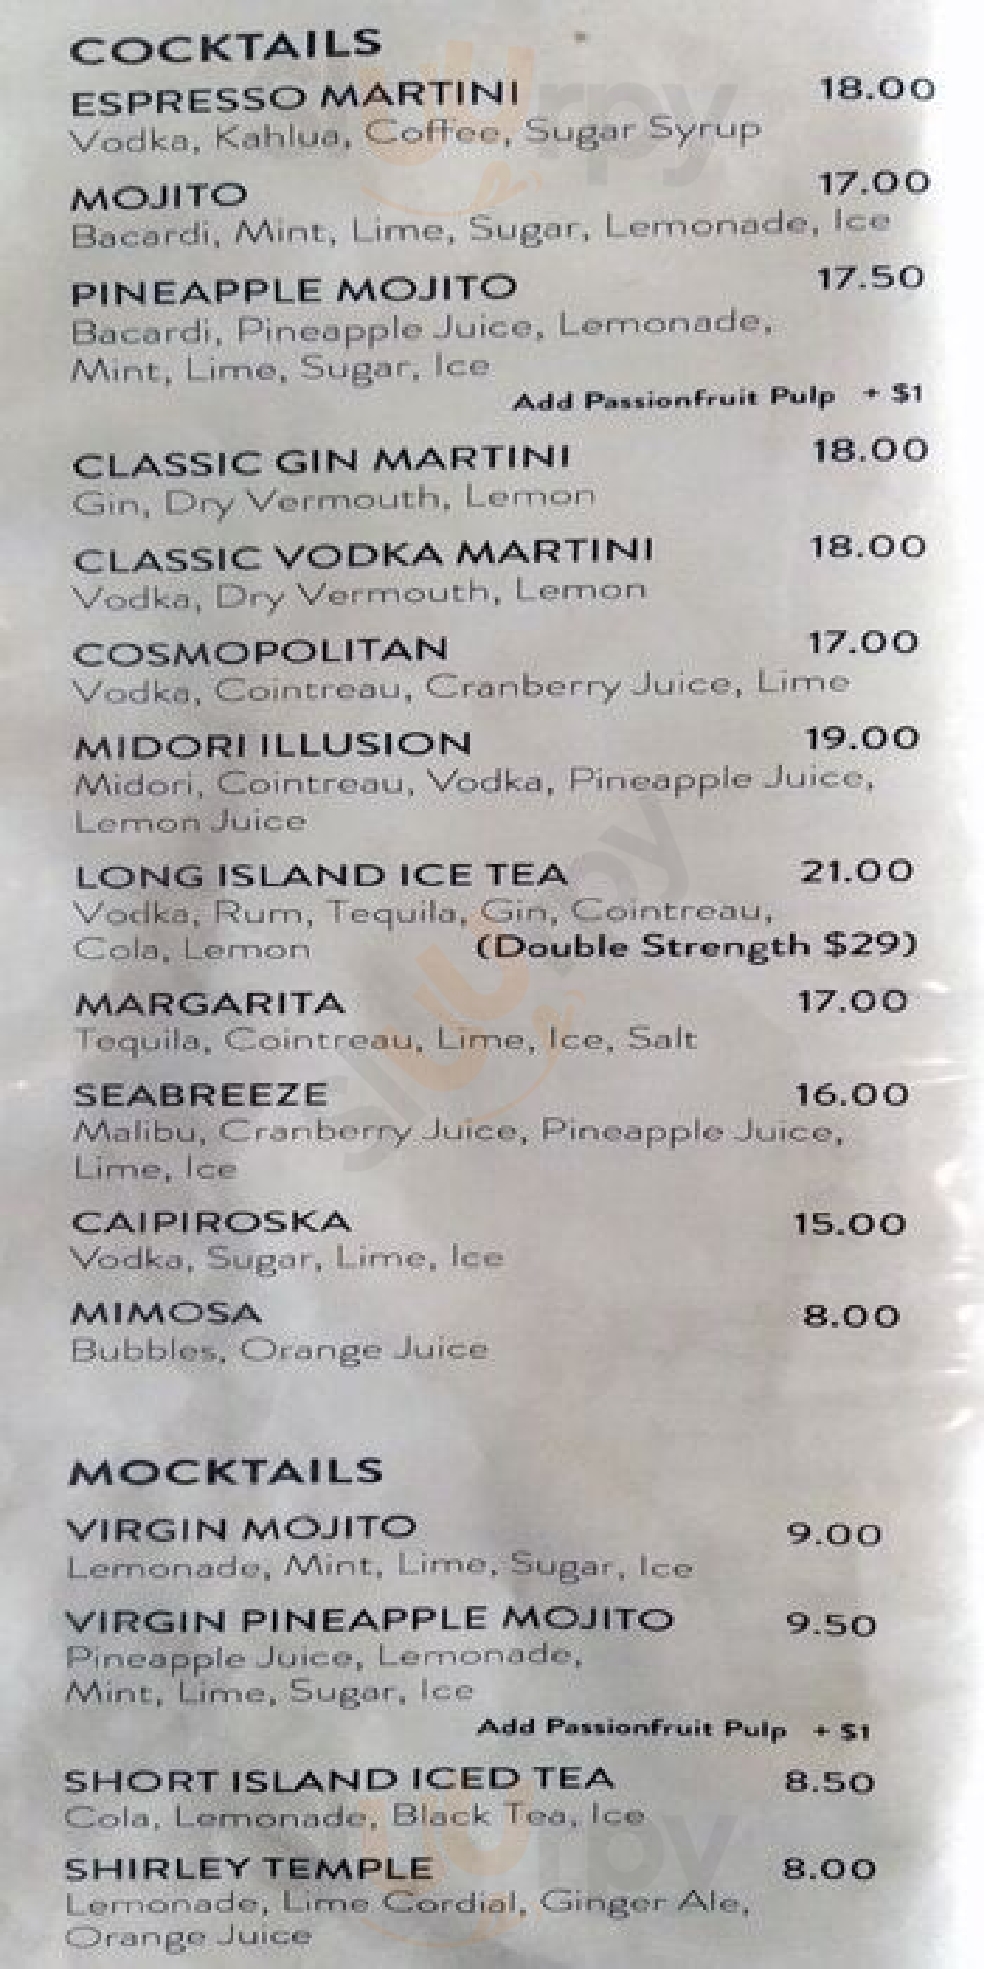 COCKTAILS
ESPRESSO MARTINI 18.00
Vodka, Kahlua, Coffee, Sugar Syrup
MOJITO 17.00
Bacardi, Mint, Lime, Sugar, Lemonade, Ice
PINEAPPLE MOJITO 17.50
Bacardi, Pineapple Juice, Lemonade,
Mint, Lime, Sugar, Ice
Add Passionfruit Pulp + $1
CLASSIC GIN MARTINI 18.00
Gin, Dry Vermouth, Lemon
CLASSIC VODKA MARTINI 18.00
Vodka, Dry Vermouth, Lemon
COSMOPOLITAN 17.00
Vodka, Cointreau, Cranberry Juice, Lime
MIDORI ILLUSION 19.00
Midori, Cointreau, Vodka, Pineapple Juice,
Lemon Juice
LONG ISLAND ICE TEA 21.00
Vodka, Rum, Tequila, Gin, Cointreau,
Cola, Lemon (Double Strength $29)
MARGARITA 17.00
Tequila, Cointreau, Lime, Ice, Salt
SEABREEZE 16.00
Malibu, Cranberry Juice, Pineapple Juice,
Lime, Ice
CAIPIROSKA 15.00
Vodka, Sugar, Lime, Ice
MIMOSA 8.00
Bubbles, Orange Juice
MOCKTAILS
VIRGIN MOJITO 9.00
Lemonade, Mint, Lime, Sugar, Ice
VIRGIN PINEAPPLE MOJITO 9.50
Pineapple Juice, Lemonade,
Mint, Lime, Sugar, Ice
Add Passionfruit Pulp + $1
SHORT ISLAND ICED TEA 8.50
Cola, Lemonade, Black Tea, Ice
SHIRLEY TEMPLE 8.00
Lemonade, Lime Cordial, Ginger Ale,
Orange Juice
sluurpy